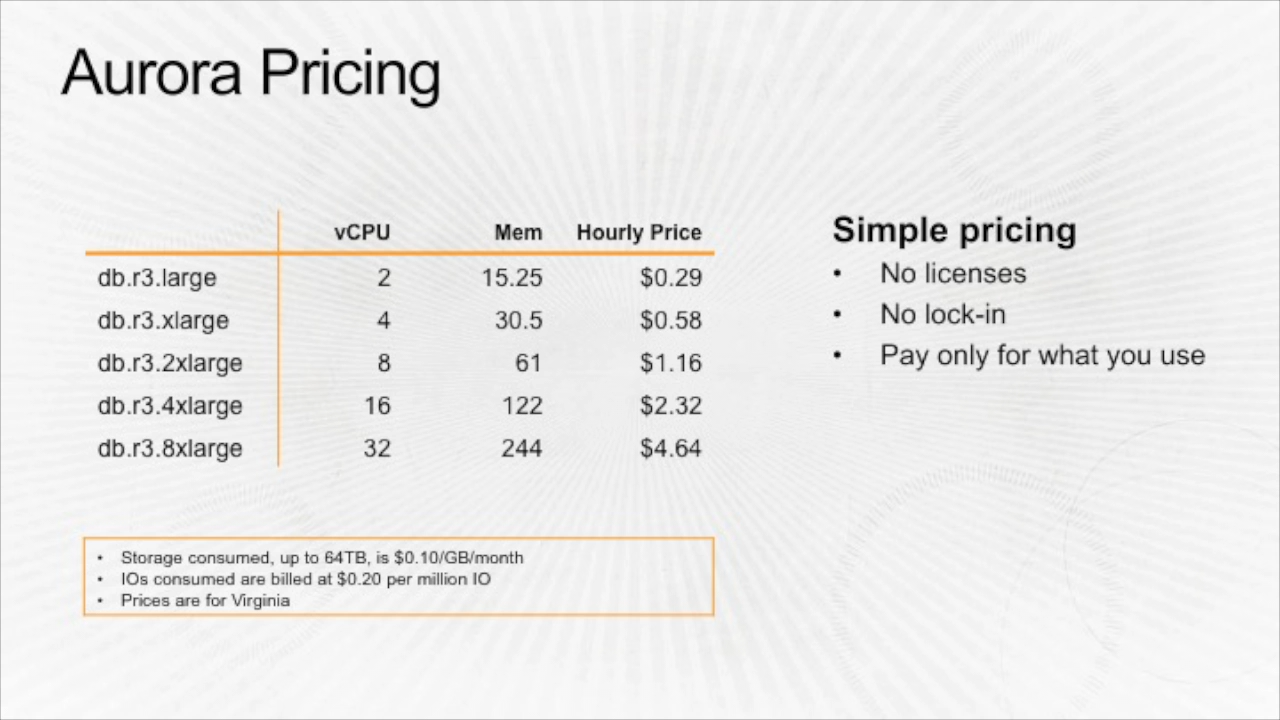 Aurora Pricing
vCPU Mem Hourly Price
db.r3.large 2 15.25 $0.29
db.r3.xlarge 4 30.5 $0.58
db.r3.2xlarge 8 61 $1.16
db.r3.4xlarge 16 122 $2.32
db.r3.8xlarge 32 244 $4.64
• Storage consumed, up to 64TB, is $0.10/GB/month
• IOs consumed are billed at $0.20 per million IO
• Prices are for Virginia
Simple pricing
• No licenses
• No lock-in
• Pay only for what you use